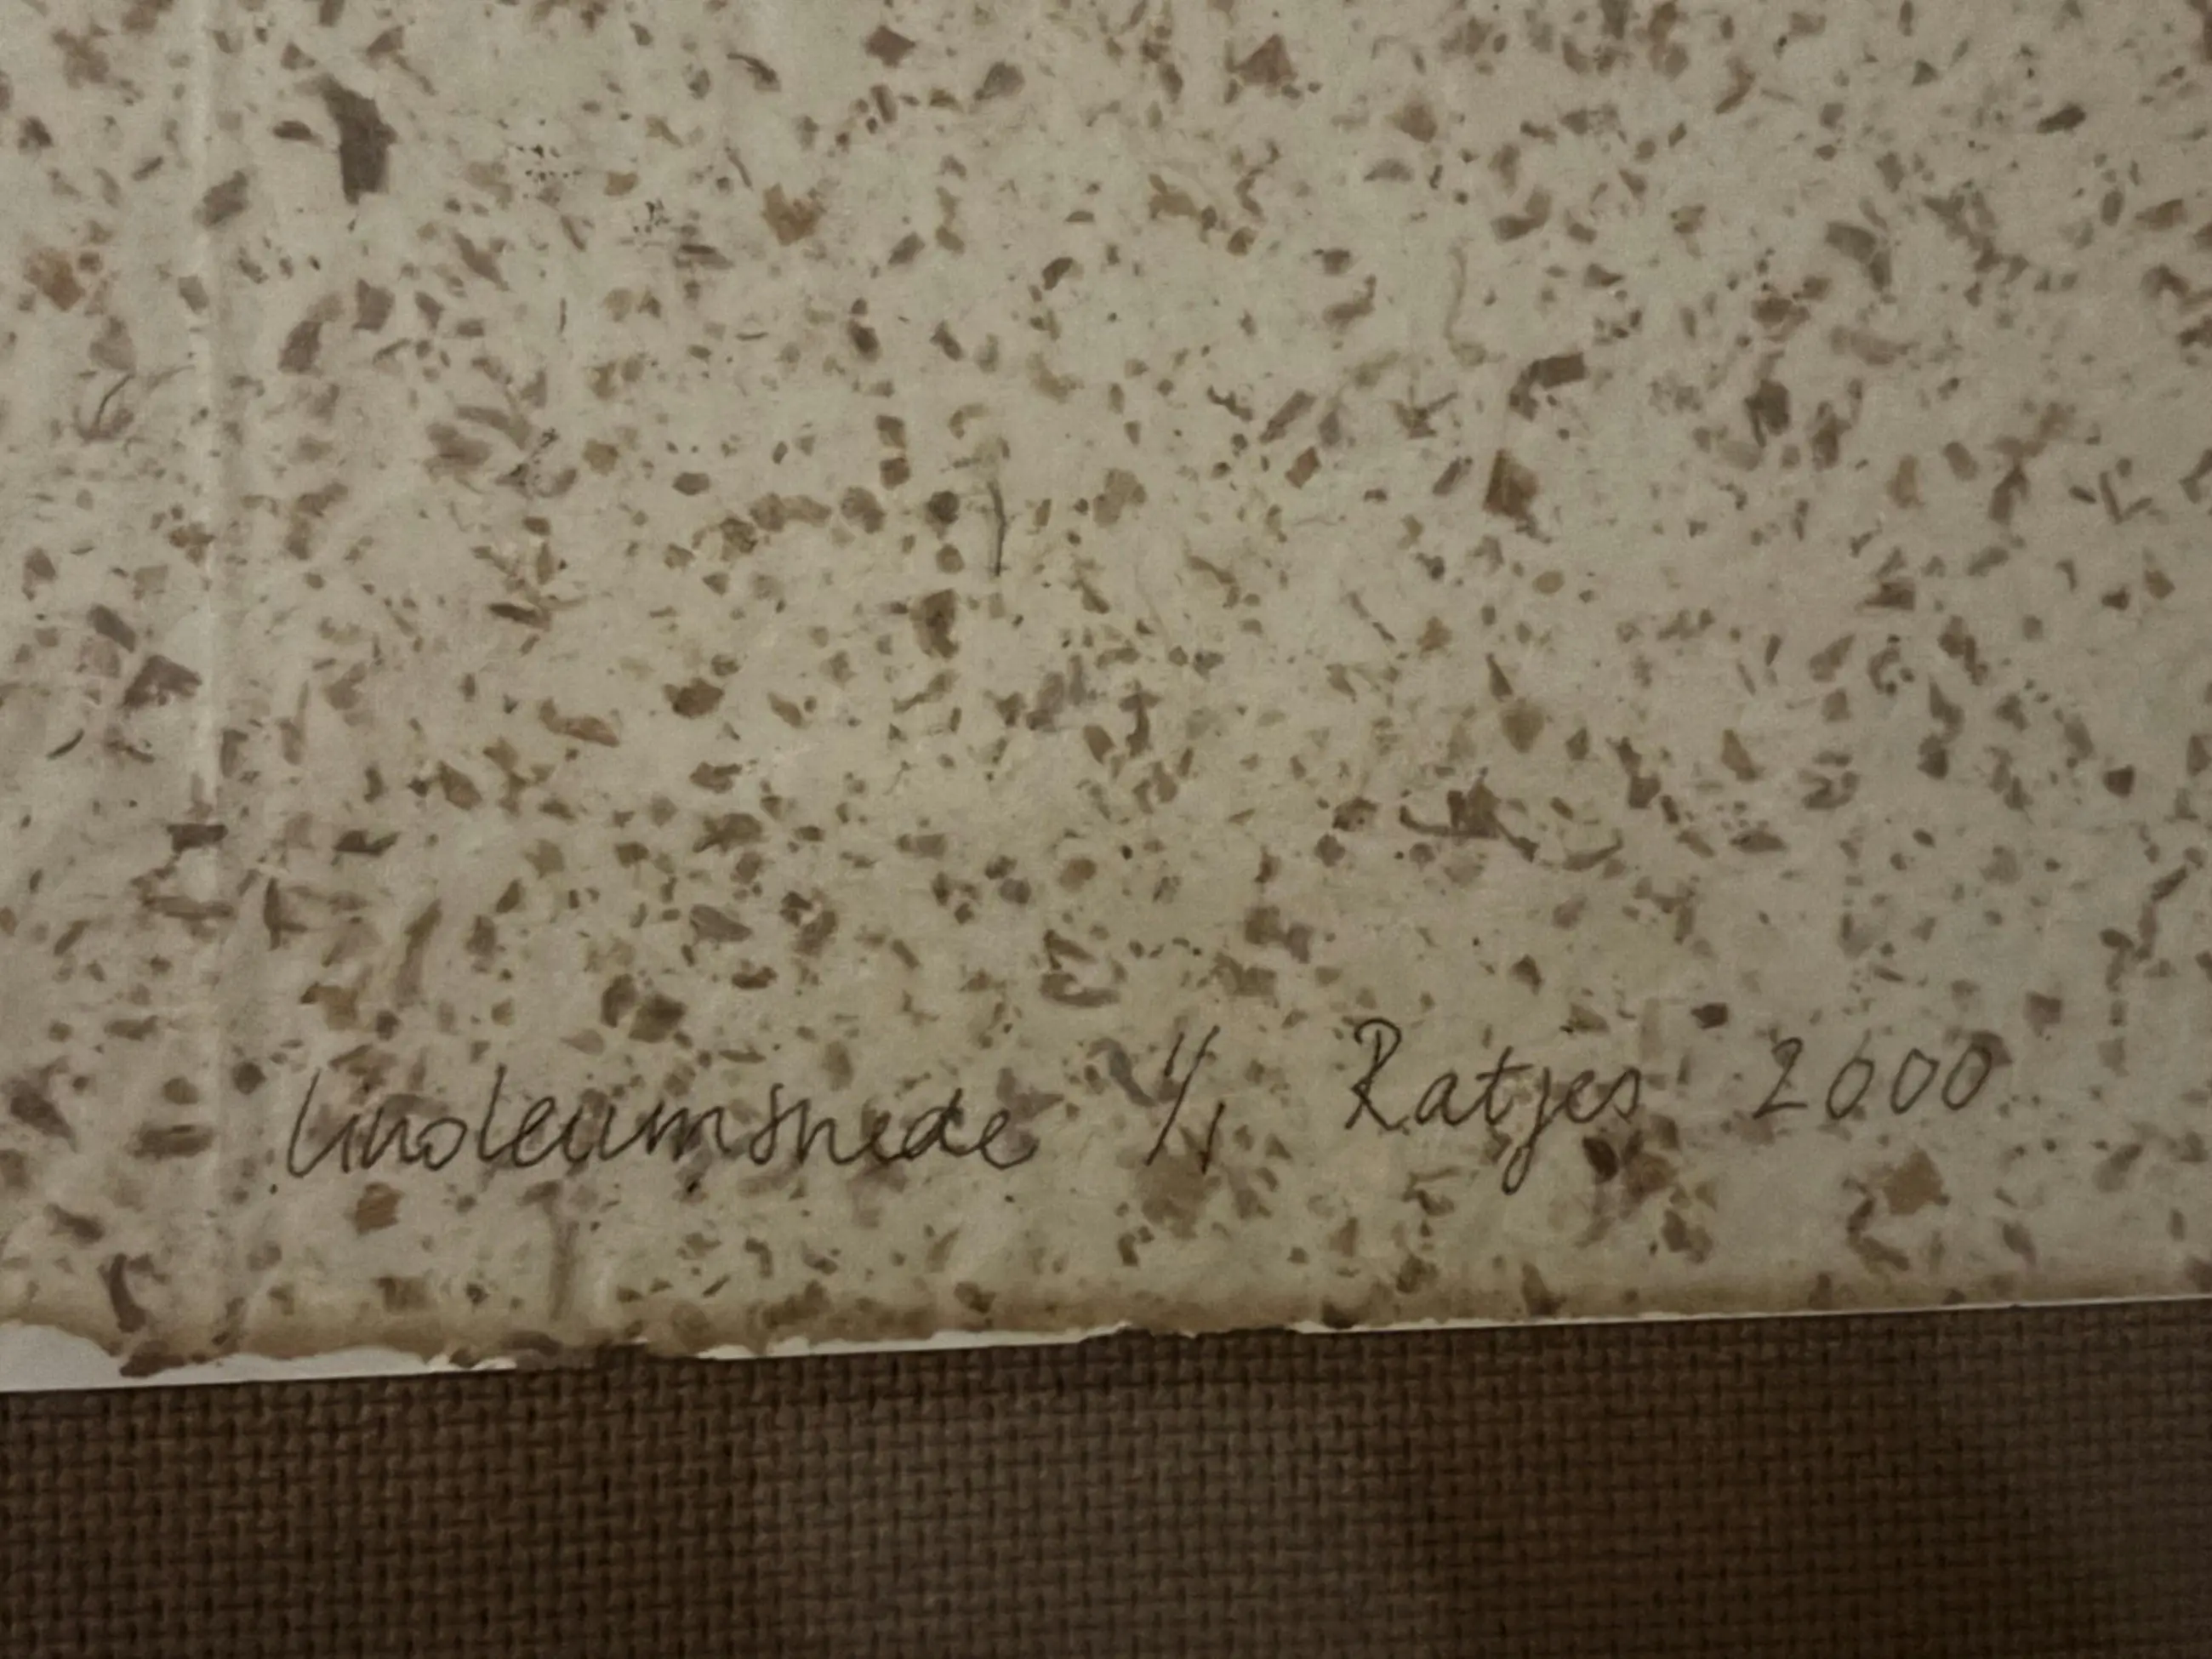 linoleumsnede 1/1 Ratjes 2000